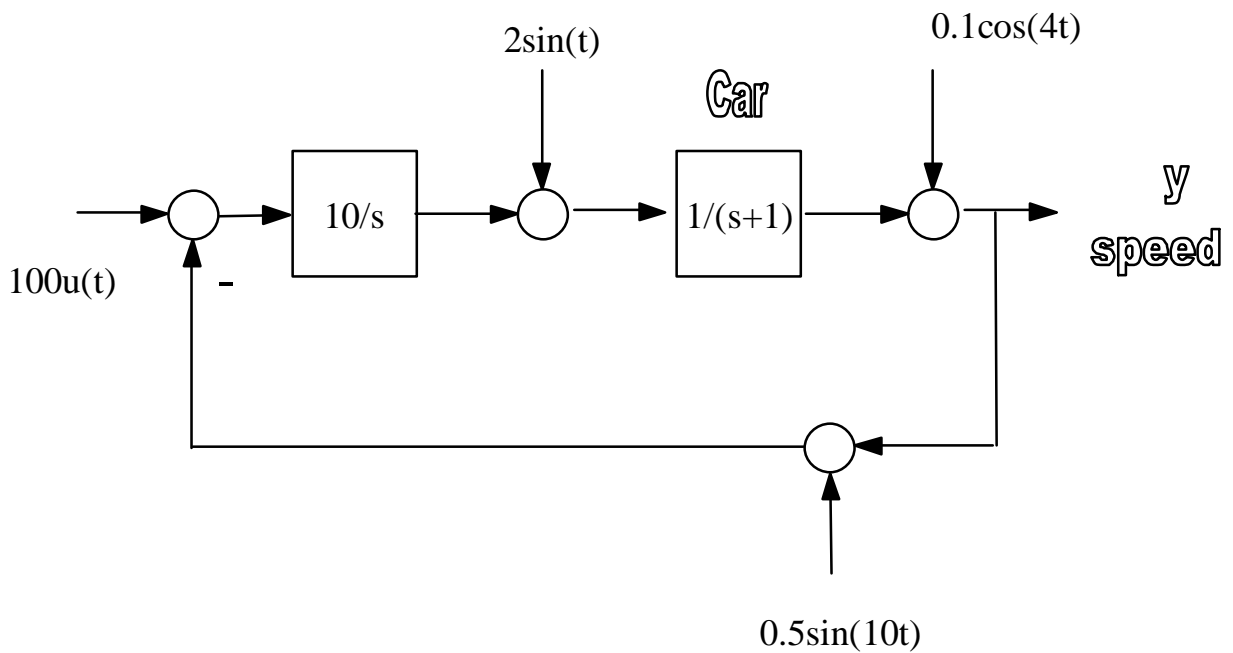 2sin(t)
0.1cos(4t)
Car
10/s
1/(s+1)
y
speed
100u(t)
-
0.5sin(10t)